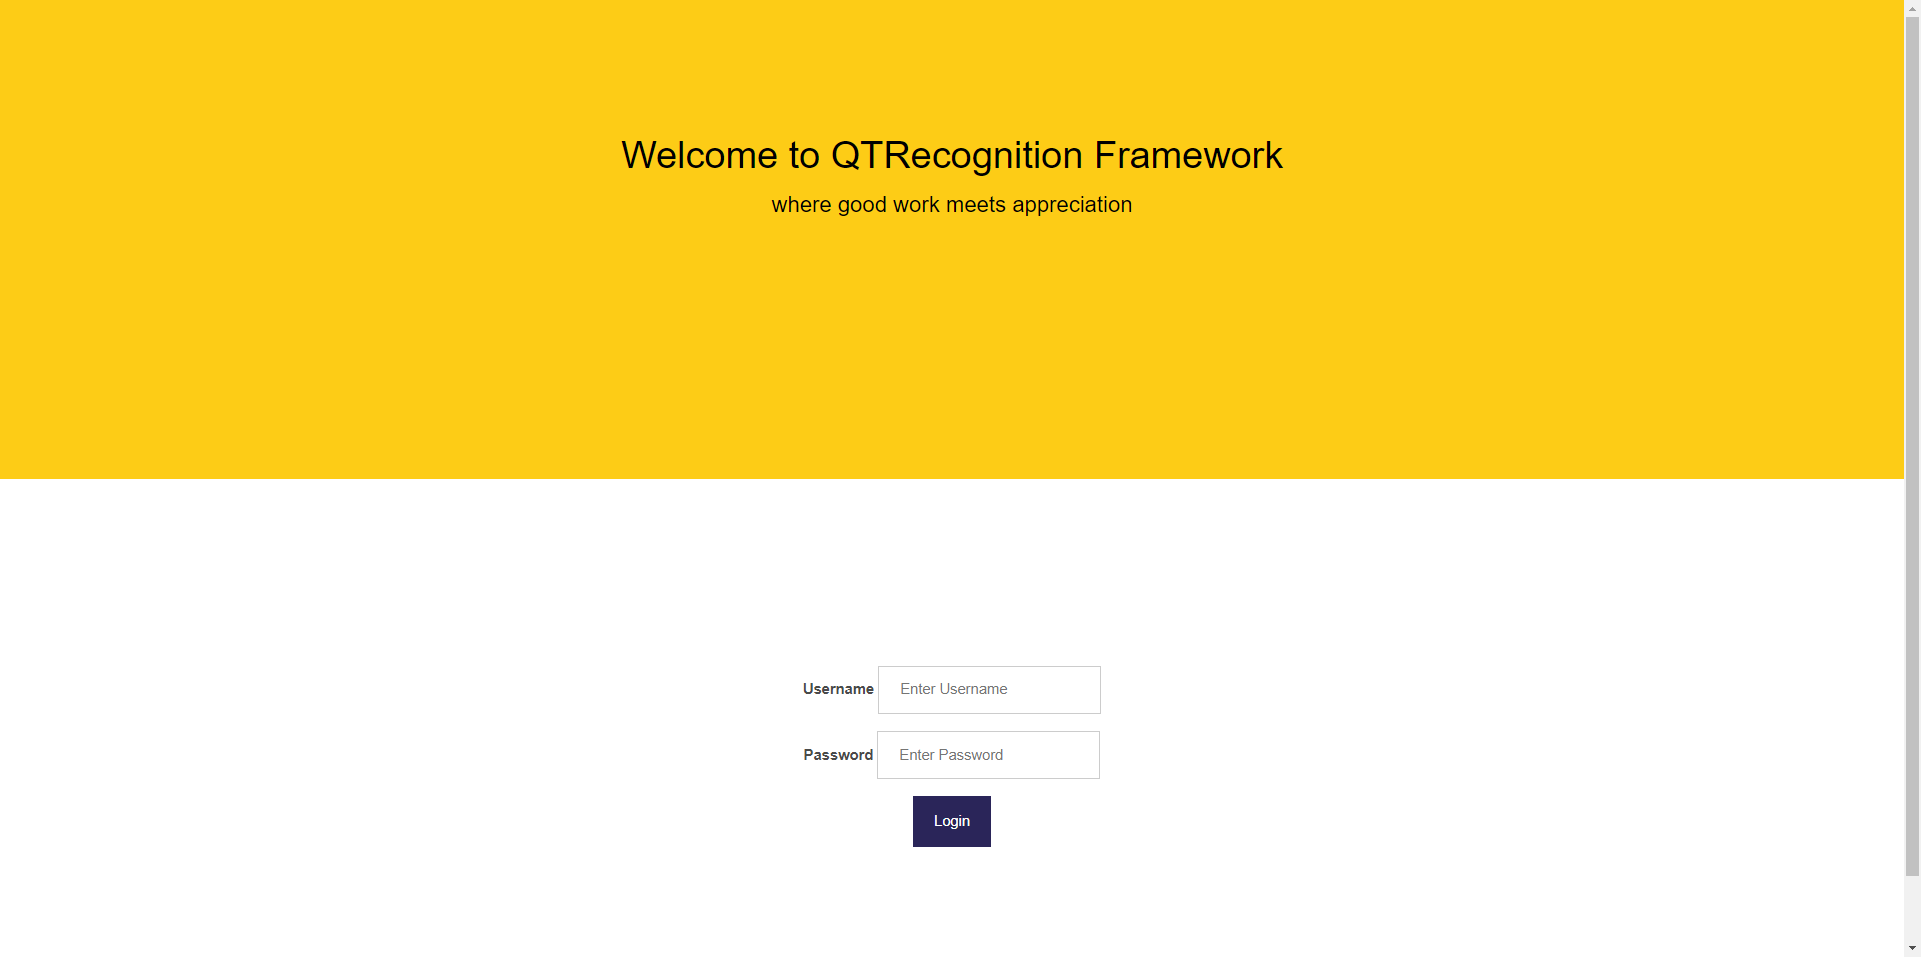 Welcome to QTRecognition Framework
where good work meets appreciation
Username Enter Username
Password Enter Password
Login